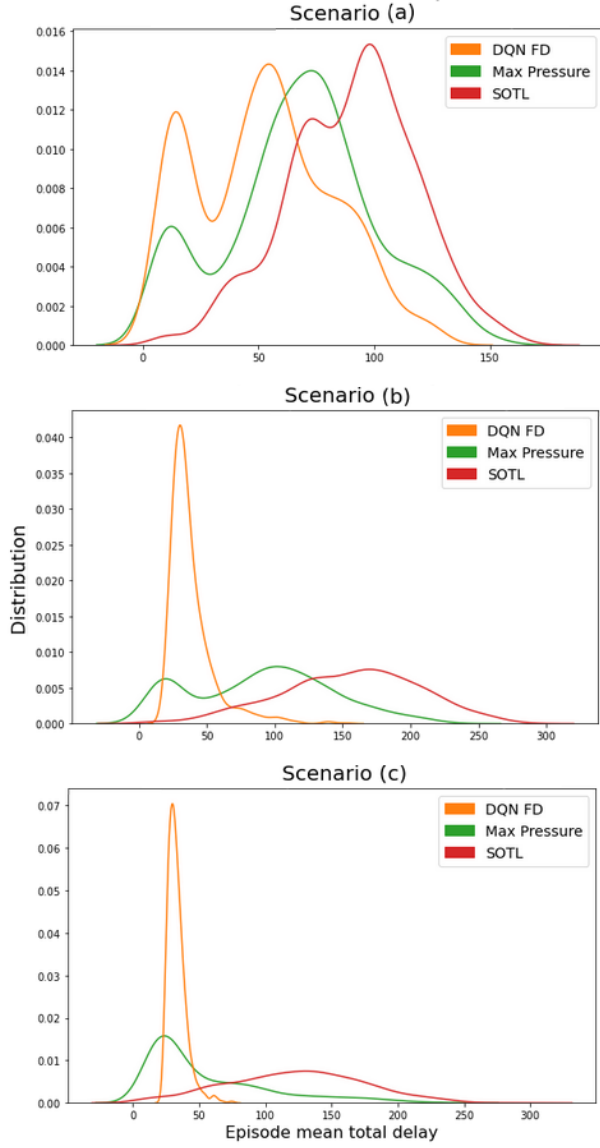 Scenario (a)
DQN FD
Max Pressure
SOTL
0.016
0.014
0.012
0.010
0.008
0.006
0.004
0.002
0.000
0 50 100 150
Scenario (b)
DQN FD
Max Pressure
SOTL
0.040
0.035
0.030
0.025
0.020
0.015
0.010
0.005
0.000
0 50 100 150 200 250 300
Distribution
Scenario (c)
DQN FD
Max Pressure
SOTL
0.07
0.06
0.05
0.04
0.03
0.02
0.01
0.00
0 50 100 150 200 250 300
Episode mean total delay